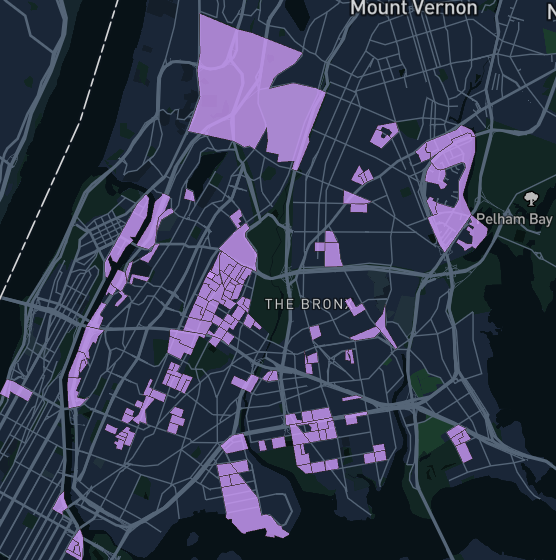 Mount Vernon
N
Pelham Bay
THE BRONX